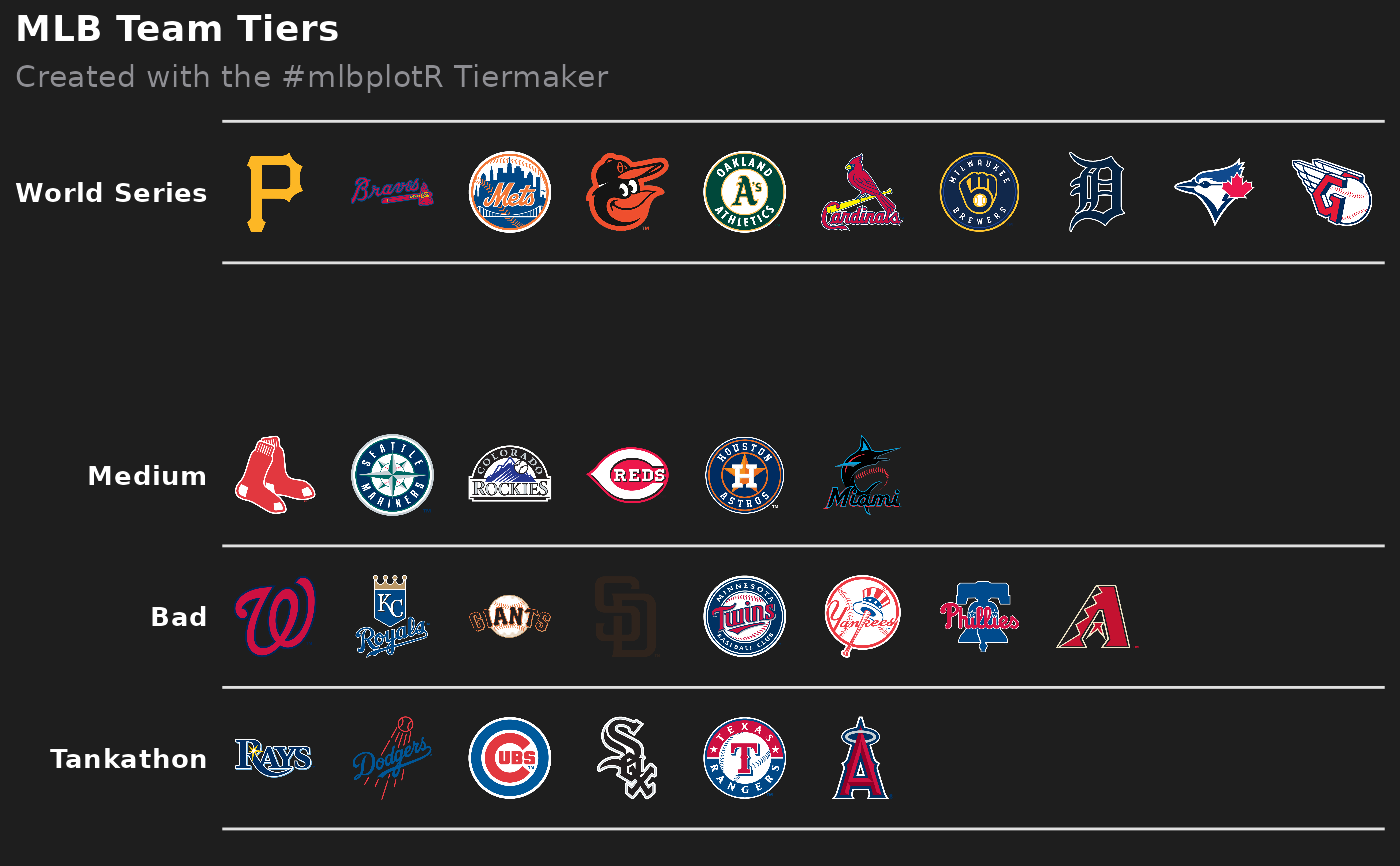 MLB Team Tiers
Created with the #mlbplotR Tiermaker
World Series
P
Braves
Mets
OAKLAND
A's
ATHLETICS
Cardinals
MILWAUKEE
BREWERS
D
G
Medium
SEATTLE
MARINERS
COLORADO
ROCKIES
REDS
HOUSTON
H
ASTROS
Miami
Bad
W
KC
Royals
GIANTS
SD
MINNESOTA
Twins
BASEBALL CLUB
Yankees
Phillies
A
Tankathon
RAYS
Dodgers
CUBS
Sox
TEXAS
T
RANGERS
A